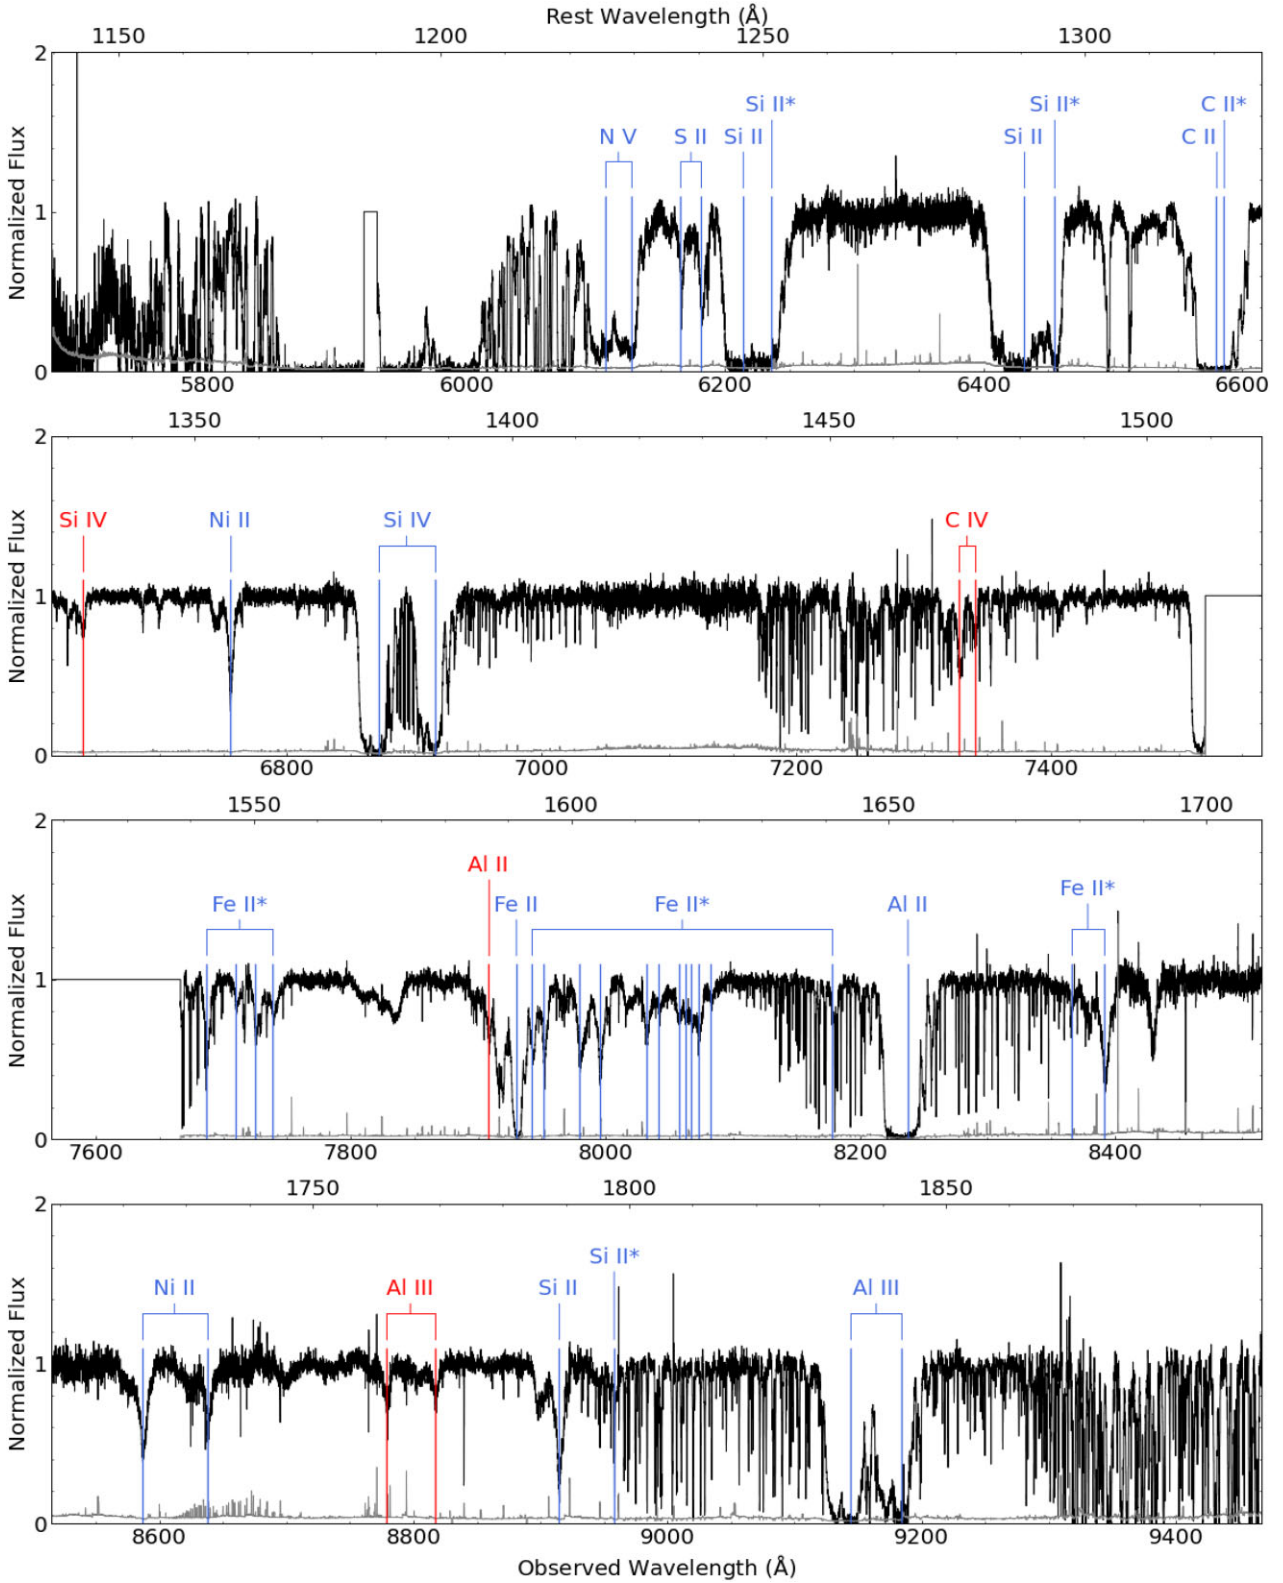 Rest Wavelength (Å)
1150 1200 1250 1300
2
Si II* Si II* C II*
N V S II Si II Si II C II
1
Normalized Flux
0
5800 6000 6200 6400 6600
1350 1400 1450 1500
2
Si IV Ni II Si IV C IV
1
Normalized Flux
0
6800 7000 7200 7400
1550 1600 1650 1700
2
Al II Fe II*
Fe II* Fe II Fe II* Al II
1
Normalized Flux
0
7600 7800 8000 8200 8400
1750 1800 1850
2
Si II*
Ni II Al III Si II Al III
1
Normalized Flux
0
8600 8800 9000 9200 9400
Observed Wavelength (Å)